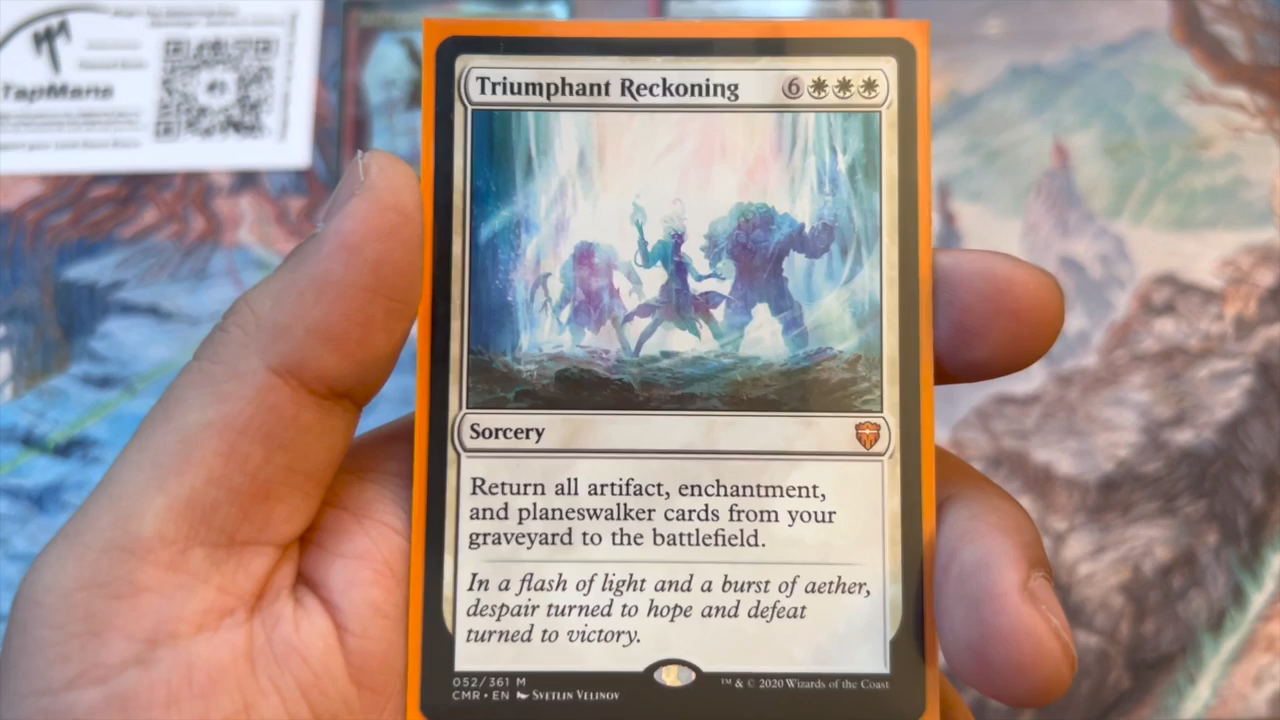 TapMana
Triumphant Reckoning 6
Sorcery
Return all artifact, enchantment,
and planeswalker cards from your
graveyard to the battlefield.
In a flash of light and a burst of aether,
despair turned to hope and defeat
turned to victory.
052/361 M
CMR • EN Svetlin Velinov
™ & © 2020 Wizards of the Coast